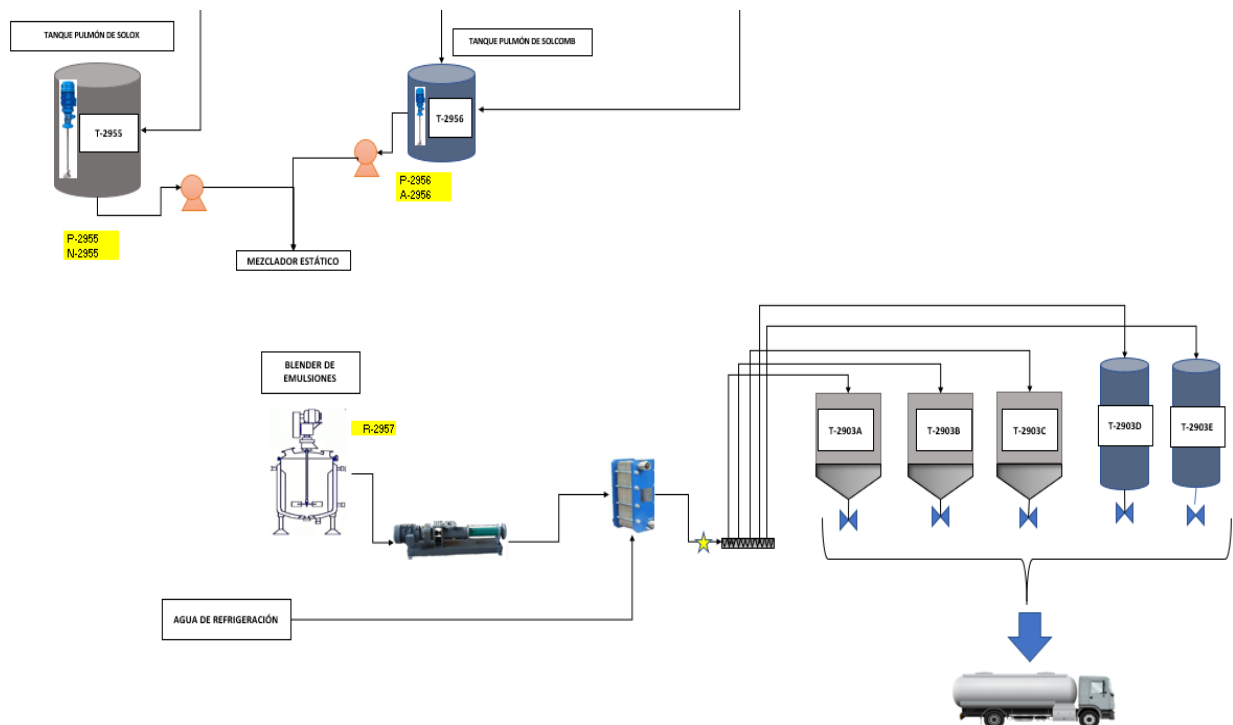 TANQUE PULMÓN DE SOLOX
TANQUE PULMÓN DE SOLCOMB
T-2955
T-2956
P-2956
A-2956
P-2955
N-2955
MEZCLADOR ESTÁTICO
BLENDER DE
EMULSIONES
R-2957
T-2903A
T-2903B
T-2903C
T-2903D
T-2903E
AGUA DE REFRIGERACIÓN